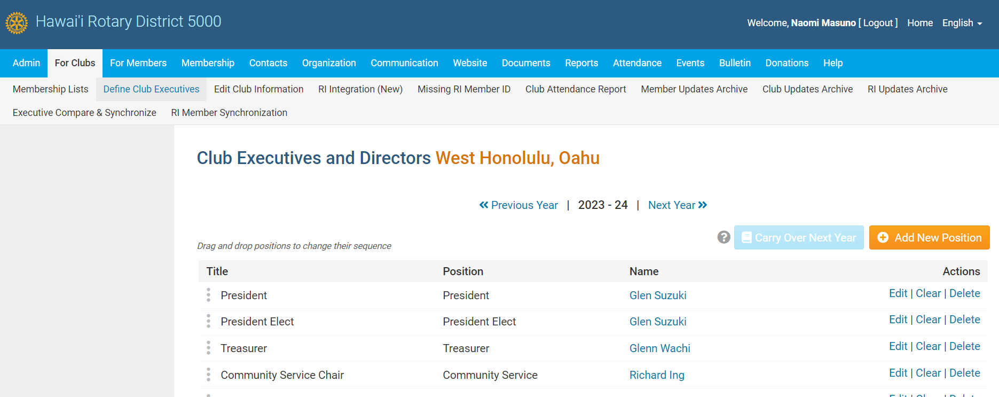 Hawai'i Rotary District 5000
Welcome, Naomi Masuno [ Logout ] Home English
Admin For Clubs For Members Membership Contacts Organization Communication Website Documents Reports Attendance Events Bulletin Donations Help
Membership Lists Define Club Executives Edit Club Information RI Integration (New) Missing RI Member ID Club Attendance Report Member Updates Archive Club Updates Archive RI Updates Archive
Executive Compare & Synchronize RI Member Synchronization
Club Executives and Directors West Honolulu, Oahu
Previous Year | 2023 - 24 | Next Year
? Carry Over Next Year Add New Position
Drag and drop positions to change their sequence
Title Position Name Actions
President President Glen Suzuki Edit | Clear | Delete
President Elect President Elect Glen Suzuki Edit | Clear | Delete
Treasurer Treasurer Glenn Wachi Edit | Clear | Delete
Community Service Chair Community Service Richard Ing Edit | Clear | Delete